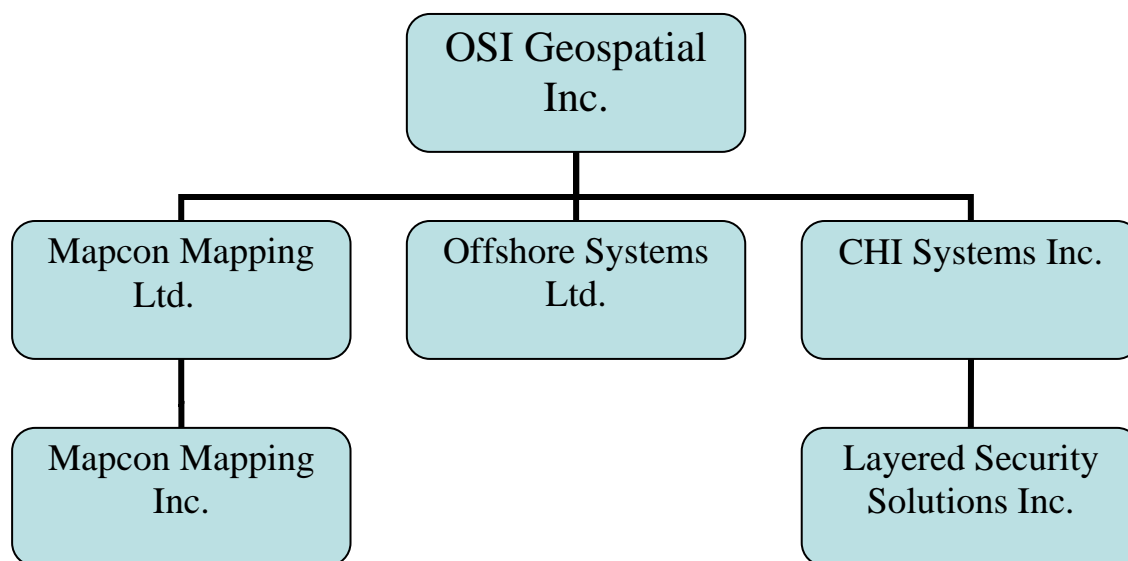 OSI Geospatial
Inc.
Mapcon Mapping
Ltd.
Offshore Systems
Ltd.
CHI Systems Inc.
Mapcon Mapping
Inc.
Layered Security
Solutions Inc.